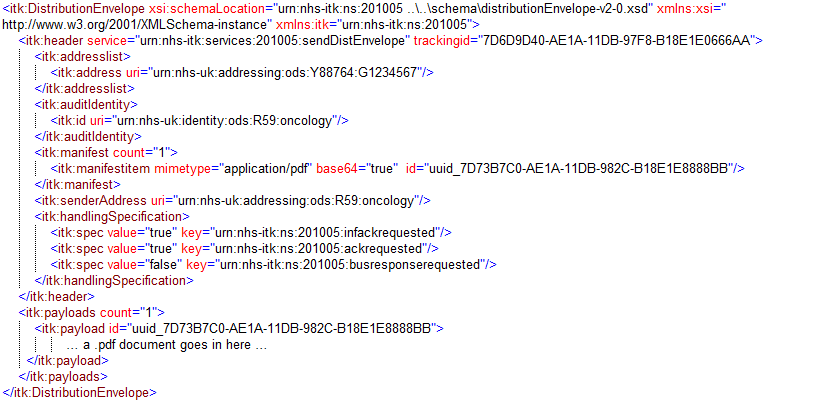 <itk:DistributionEnvelope xsi:schemaLocation="urn:nhs-itk:ns:201005 ..\..\schema\distributionEnvelope-v2-0.xsd" xmlns:xsi="
http://www.w3.org/2001/XMLSchema-instance" xmlns:itk="urn:nhs-itk:ns:201005">
<itk:header service="urn:nhs-itk:services:201005:sendDistEnvelope" trackingid="7D6D9D40-AE1A-11DB-97F8-B18E1E0666AA">
<itk:addresslist>
<itk:address uri="urn:nhs-uk:addressing:ods:Y88764:G1234567"/>
</itk:addresslist>
<itk:auditIdentity>
<itk:id uri="urn:nhs-uk:identity:ods:R59:oncology"/>
</itk:auditIdentity>
<itk:manifest count="1">
<itk:manifestitem mimetype="application/pdf" base64="true"  id="uuid_7D73B7C0-AE1A-11DB-982C-B18E1E8888BB"/>
</itk:manifest>
<itk:senderAddress uri="urn:nhs-uk:addressing:ods:R59:oncology"/>
<itk:handlingSpecification>
<itk:spec value="true" key="urn:nhs-itk:ns:201005:infackrequested"/>
<itk:spec value="true" key="urn:nhs-itk:ns:201005:ackrequested"/>
<itk:spec value="false" key="urn:nhs-itk:ns:201005:busresponserequested"/>
</itk:handlingSpecification>
</itk:header>
<itk:payloads count="1">
<itk:payload id="uuid_7D73B7C0-AE1A-11DB-982C-B18E1E8888BB">
... a .pdf document goes in here ...
</itk:payload>
</itk:payloads>
</itk:DistributionEnvelope>